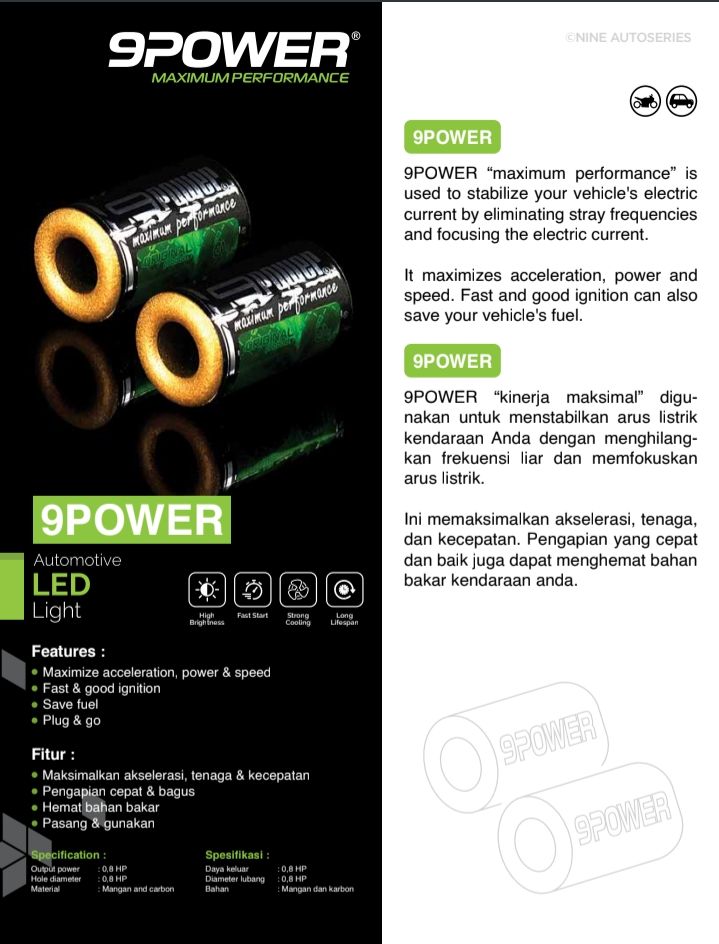 9POWER®
MAXIMUM PERFORMANCE
9Power
maximum performance
ORIGINAL
9Power
maximum performance
ORIGINAL
9POWER
Automotive
LED
Light
High
Brightness
Fast Start
Strong
Cooling
Long
Lifespan
Features :
• Maximize acceleration, power & speed
• Fast & good ignition
• Save fuel
• Plug & go
Fitur :
• Maksimalkan akselerasi, tenaga & kecepatan
• Pengapian cepat & bagus
• Hemat bahan bakar
• Pasang & gunakan
Specification :
Output power : 0,8 HP
Hole diameter : 0,8 HP
Material : Mangan and carbon
Spesifikasi :
Daya keluar : 0,8 HP
Diameter lubang : 0,8 HP
Bahan : Mangan dan karbon
©NINE AUTOSERIES
9POWER
9POWER “maximum performance” is
used to stabilize your vehicle's electric
current by eliminating stray frequencies
and focusing the electric current.
It maximizes acceleration, power and
speed. Fast and good ignition can also
save your vehicle's fuel.
9POWER
9POWER “kinerja maksimal” digu-
nakan untuk menstabilkan arus listrik
kendaraan Anda dengan menghilang-
kan frekuensi liar dan memfokuskan
arus listrik.
Ini memaksimalkan akselerasi, tenaga,
dan kecepatan. Pengapian yang cepat
dan baik juga dapat menghemat bahan
bakar kendaraan anda.
9POWER
9POWER